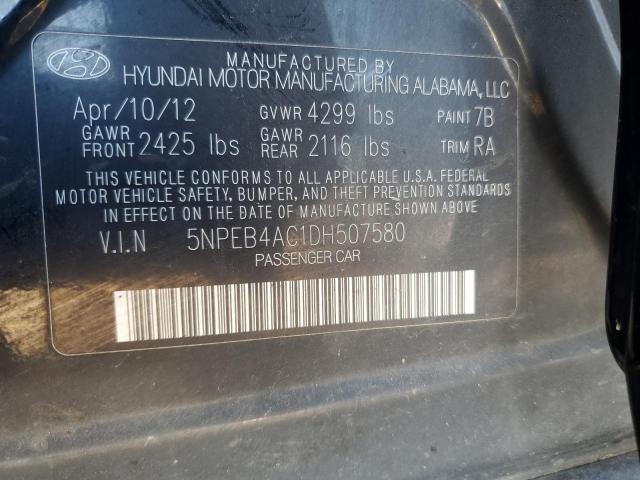 MANUFACTURED BY
HYUNDAI MOTOR MANUFACTURING ALABAMA, LLC
Apr/10/12 GVWR 4299 lbs PAINT 7B
GAWR FRONT 2425 lbs GAWR REAR 2116 lbs TRIM RA
THIS VEHICLE CONFORMS TO ALL APPLICABLE U.S.A. FEDERAL
MOTOR VEHICLE SAFETY, BUMPER, AND THEFT PREVENTION STANDARDS
IN EFFECT ON THE DATE OF MANUFACTURE SHOWN ABOVE
V.I.N 5NPEB4AC1DH507580
PASSENGER CAR